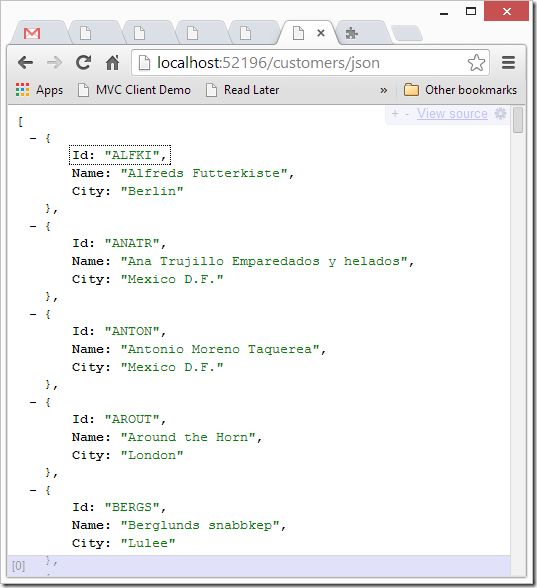 localhost:52196/customers/json
Apps MVC Client Demo Read Later » Other bookmarks
+ - View source
[
- {
Id: "ALFKI",
Name: "Alfreds Futterkiste",
City: "Berlin"
},
- {
Id: "ANATR",
Name: "Ana Trujillo Emparedados y helados",
City: "Mexico D.F."
},
- {
Id: "ANTON",
Name: "Antonio Moreno Taquerea",
City: "Mexico D.F."
},
- {
Id: "AROUT",
Name: "Around the Horn",
City: "London"
},
- {
Id: "BERGS",
Name: "Berglunds snabbkep",
City: "Lulee"
},
[0]